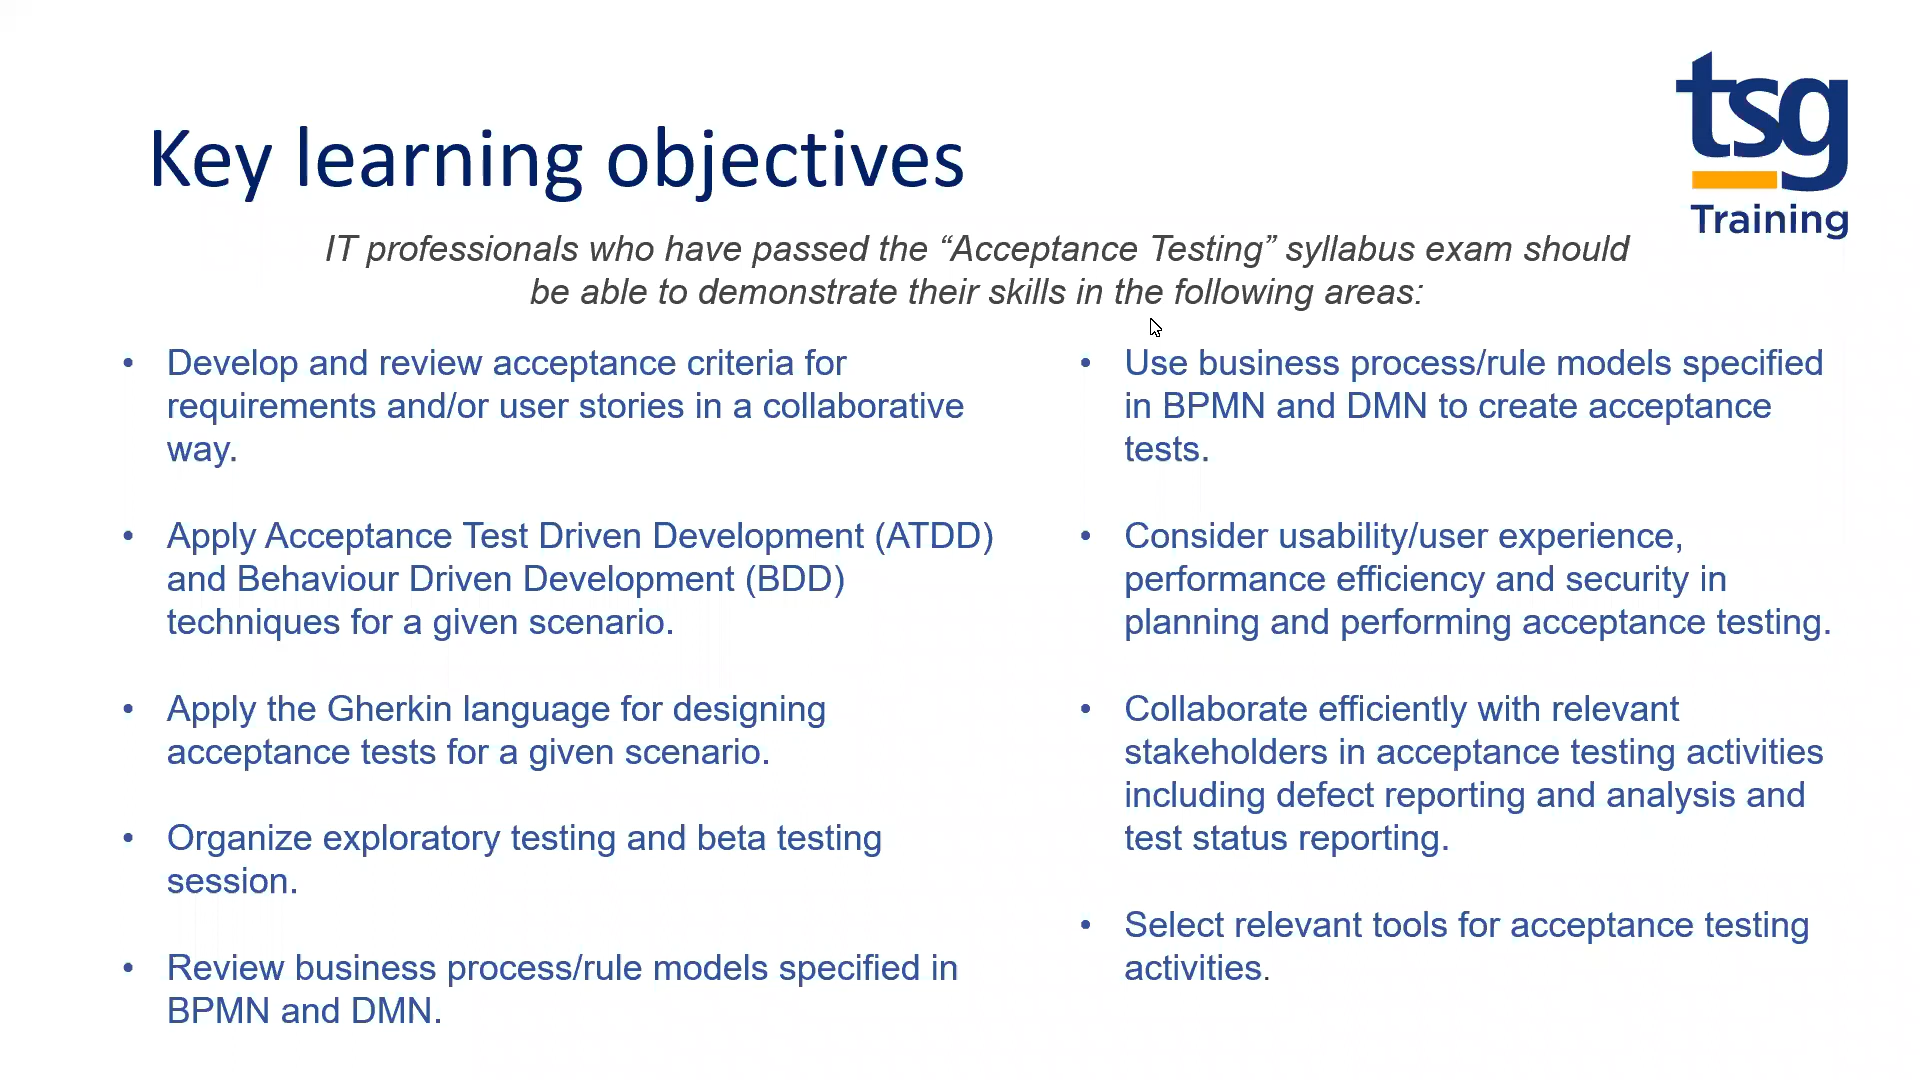 tsg
Training
Key learning objectives
IT professionals who have passed the “Acceptance Testing” syllabus exam should
be able to demonstrate their skills in the following areas:
• Develop and review acceptance criteria for
requirements and/or user stories in a collaborative
way.
• Apply Acceptance Test Driven Development (ATDD)
and Behaviour Driven Development (BDD)
techniques for a given scenario.
• Apply the Gherkin language for designing
acceptance tests for a given scenario.
• Organize exploratory testing and beta testing
session.
• Review business process/rule models specified in
BPMN and DMN.
• Use business process/rule models specified
in BPMN and DMN to create acceptance
tests.
• Consider usability/user experience,
performance efficiency and security in
planning and performing acceptance testing.
• Collaborate efficiently with relevant
stakeholders in acceptance testing activities
including defect reporting and analysis and
test status reporting.
• Select relevant tools for acceptance testing
activities.